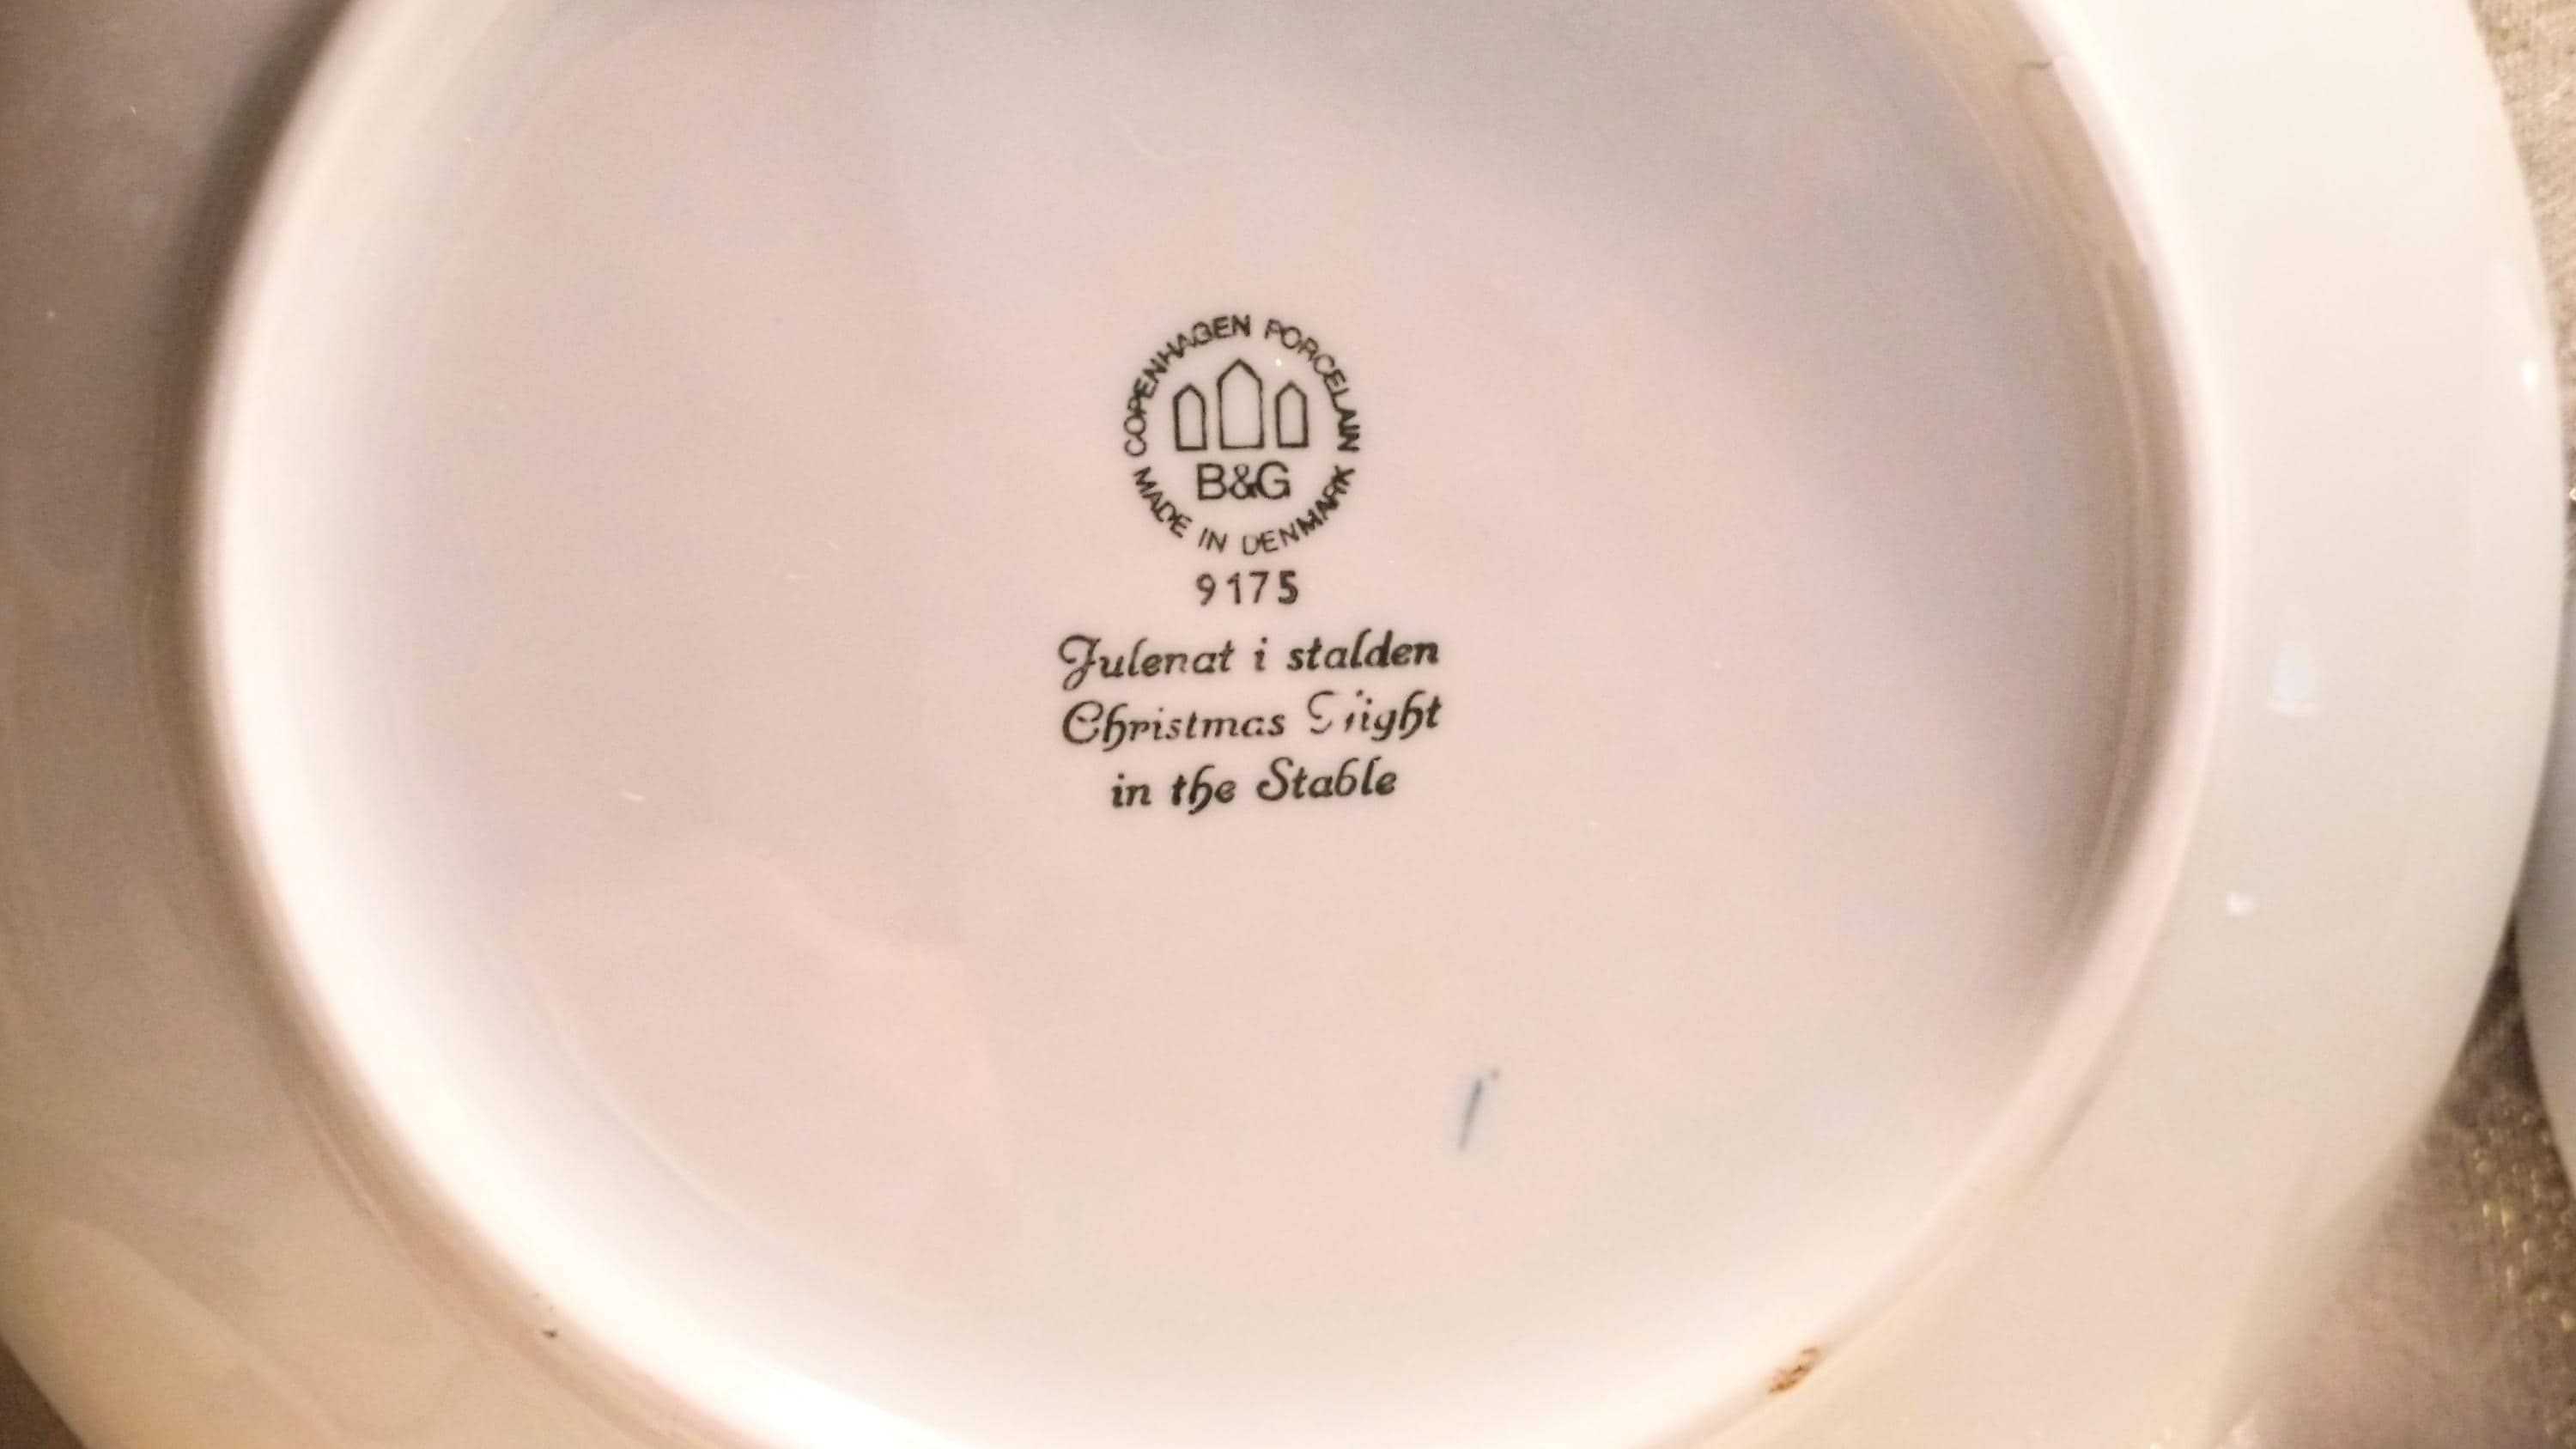 COPENHAGEN PORCELAIN
B&G
MADE IN DENMARK
9175
Julenat i stalden
Christmas Night
in the Stable